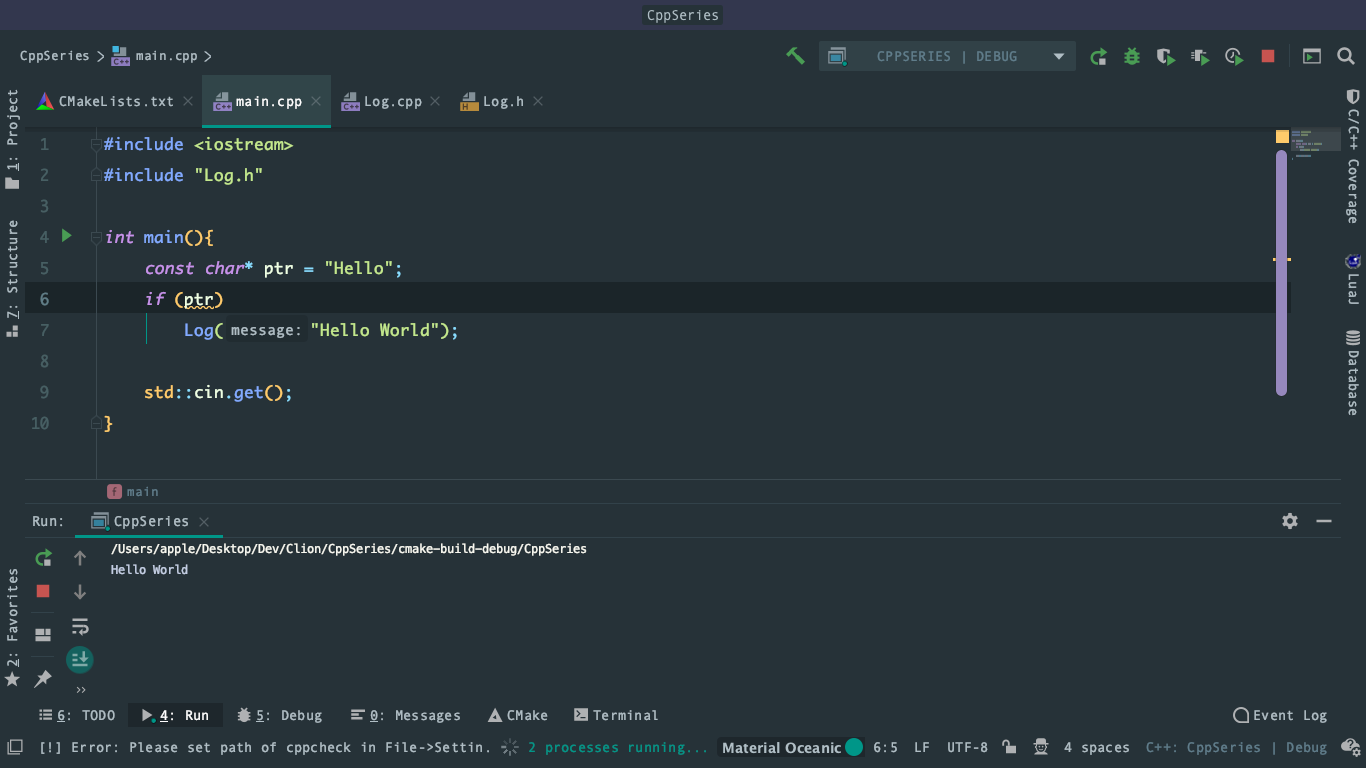 CppSeries
CppSeries > main.cpp >
CPPSERIES | DEBUG
CMakeLists.txt
main.cpp
Log.cpp
Log.h
1: Project
Z: Structure
2: Favorites
C/C++ Coverage
LuaJ
Database
1 #include <iostream>
2 #include "Log.h"
3
4 int main(){
5 const char* ptr = "Hello";
6 if (ptr)
7 Log( message: "Hello World");
8
9 std::cin.get();
10 }
f main
Run: CppSeries
/Users/apple/Desktop/Dev/Clion/CppSeries/cmake-build-debug/CppSeries
Hello World
»
6: TODO 4: Run 5: Debug 0: Messages CMake Terminal Event Log
[!] Error: Please set path of cppcheck in File->Settin. 2 processes running... Material Oceanic 6:5 LF UTF-8 4 spaces C++: CppSeries | Debug